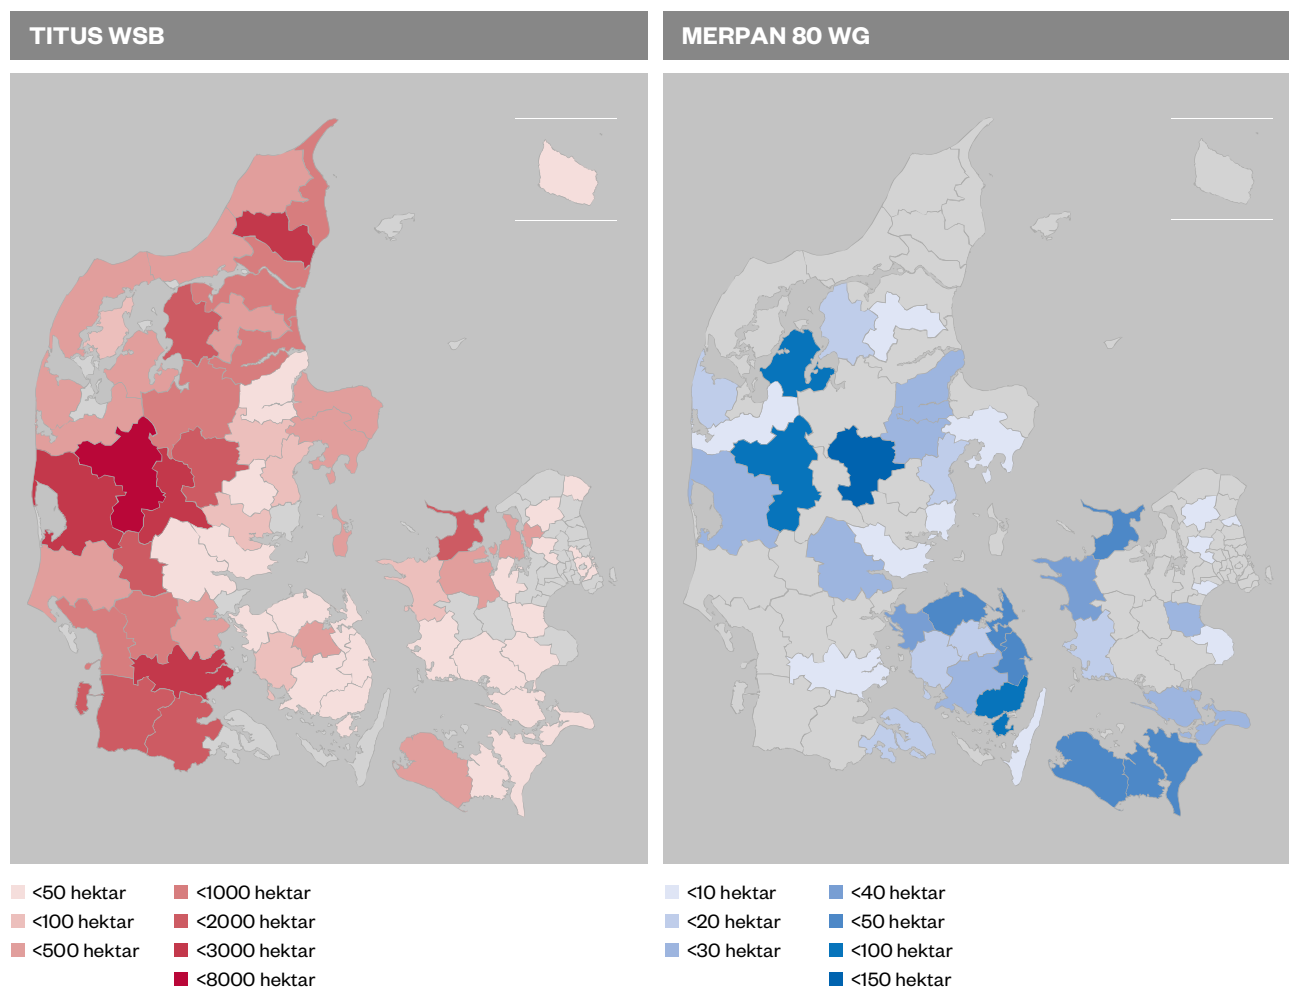 TITUS WSB
MERPAN 80 WG
<50 hektar
<100 hektar
<500 hektar
<1000 hektar
<2000 hektar
<3000 hektar
<8000 hektar
<10 hektar
<20 hektar
<30 hektar
<40 hektar
<50 hektar
<100 hektar
<150 hektar